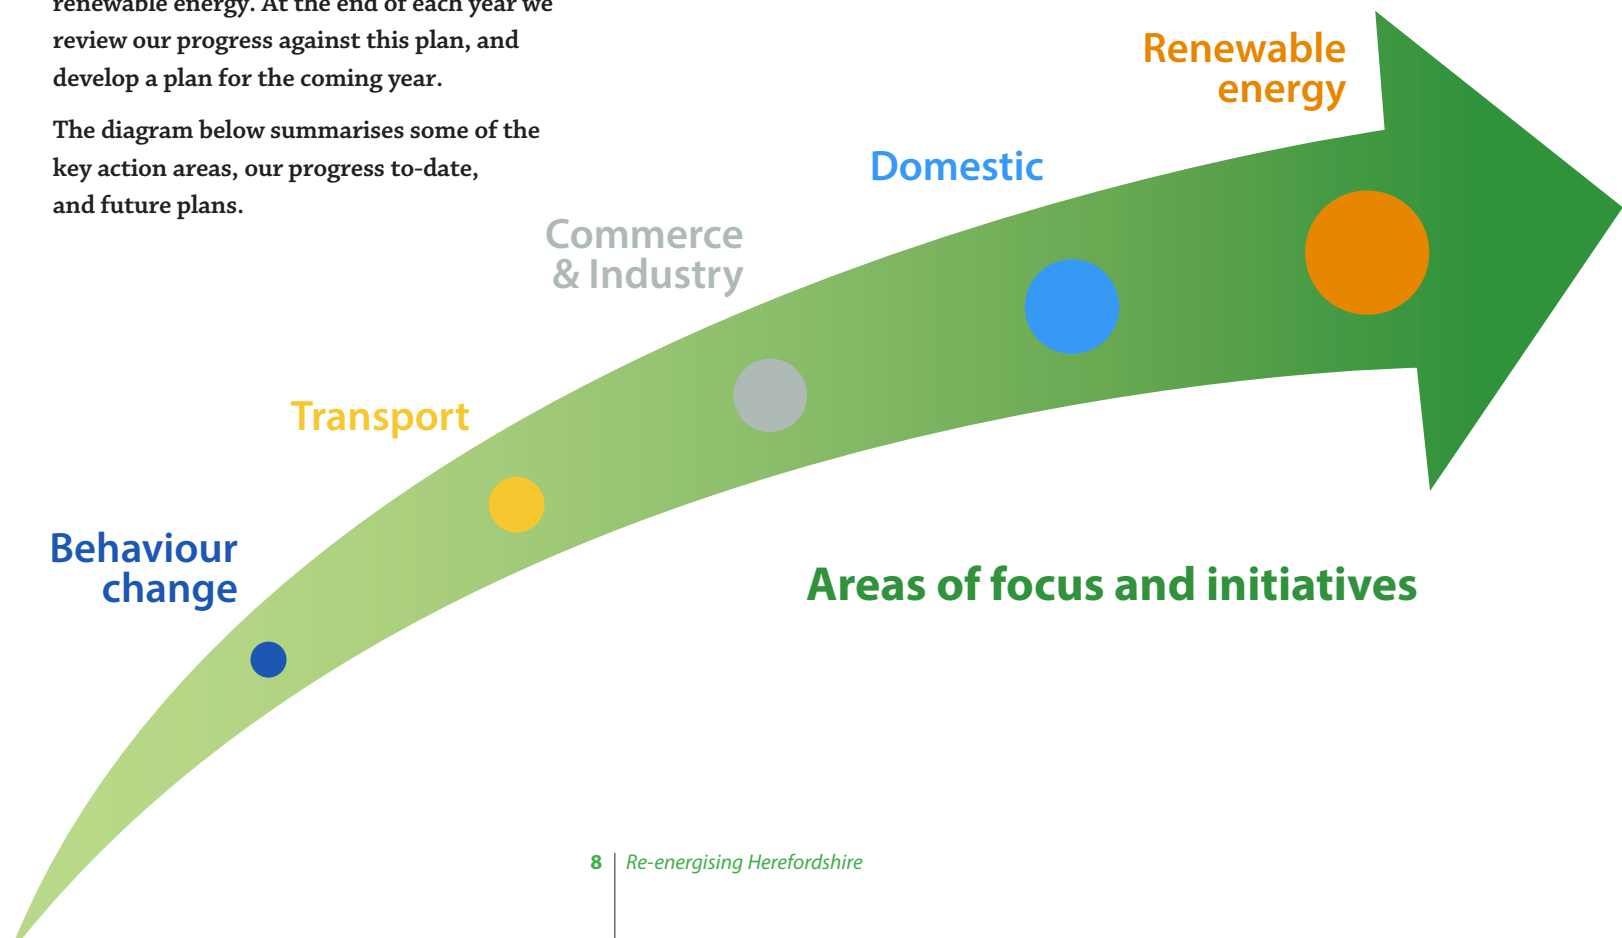 renewable energy. At the end of each year we
review our progress against this plan, and
develop a plan for the coming year.
The diagram below summarises some of the
key action areas, our progress to-date,
and future plans.
Renewable
energy
Domestic
Commerce
& Industry
Transport
Behaviour
change
Areas of focus and initiatives
8 Re-energising Herefordshire